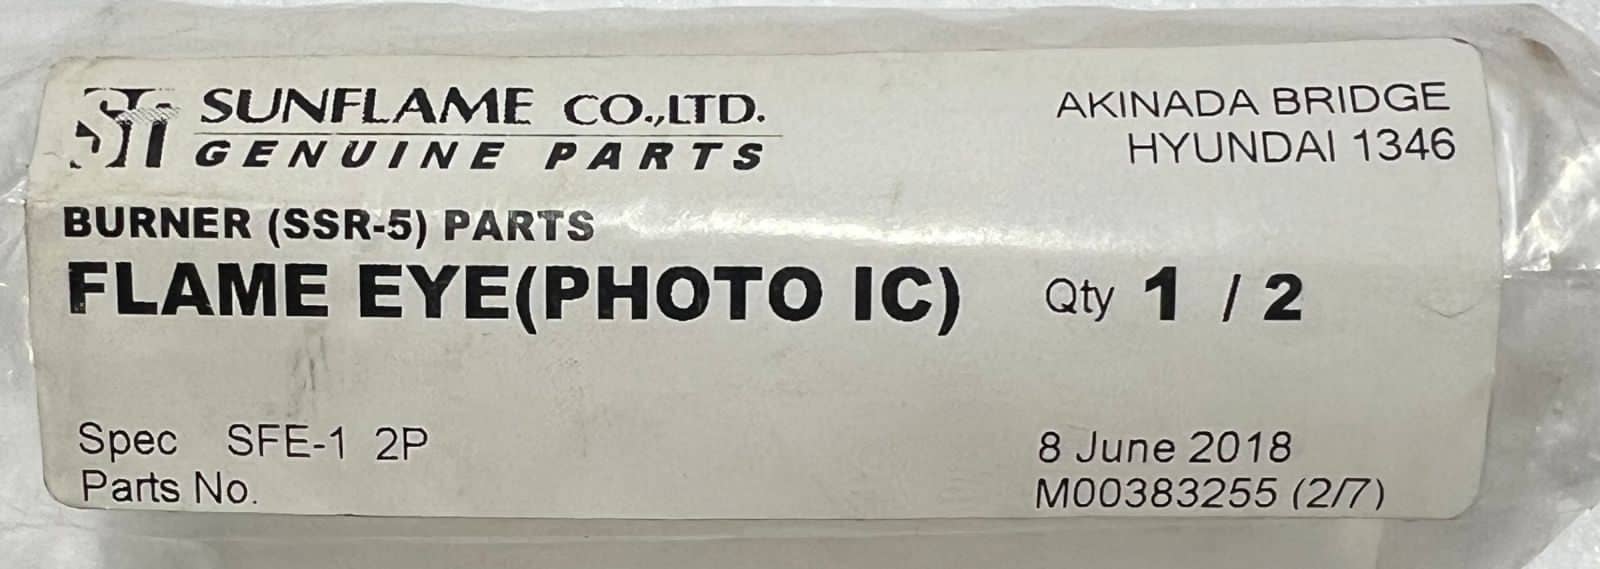 SUNFLAME CO.,LTD.
GENUINE PARTS
AKINADA BRIDGE
HYUNDAI 1346
BURNER (SSR-5) PARTS
FLAME EYE(PHOTO IC) Qty 1 / 2
Spec SFE-1 2P
Parts No.
8 June 2018
M00383255 (2/7)